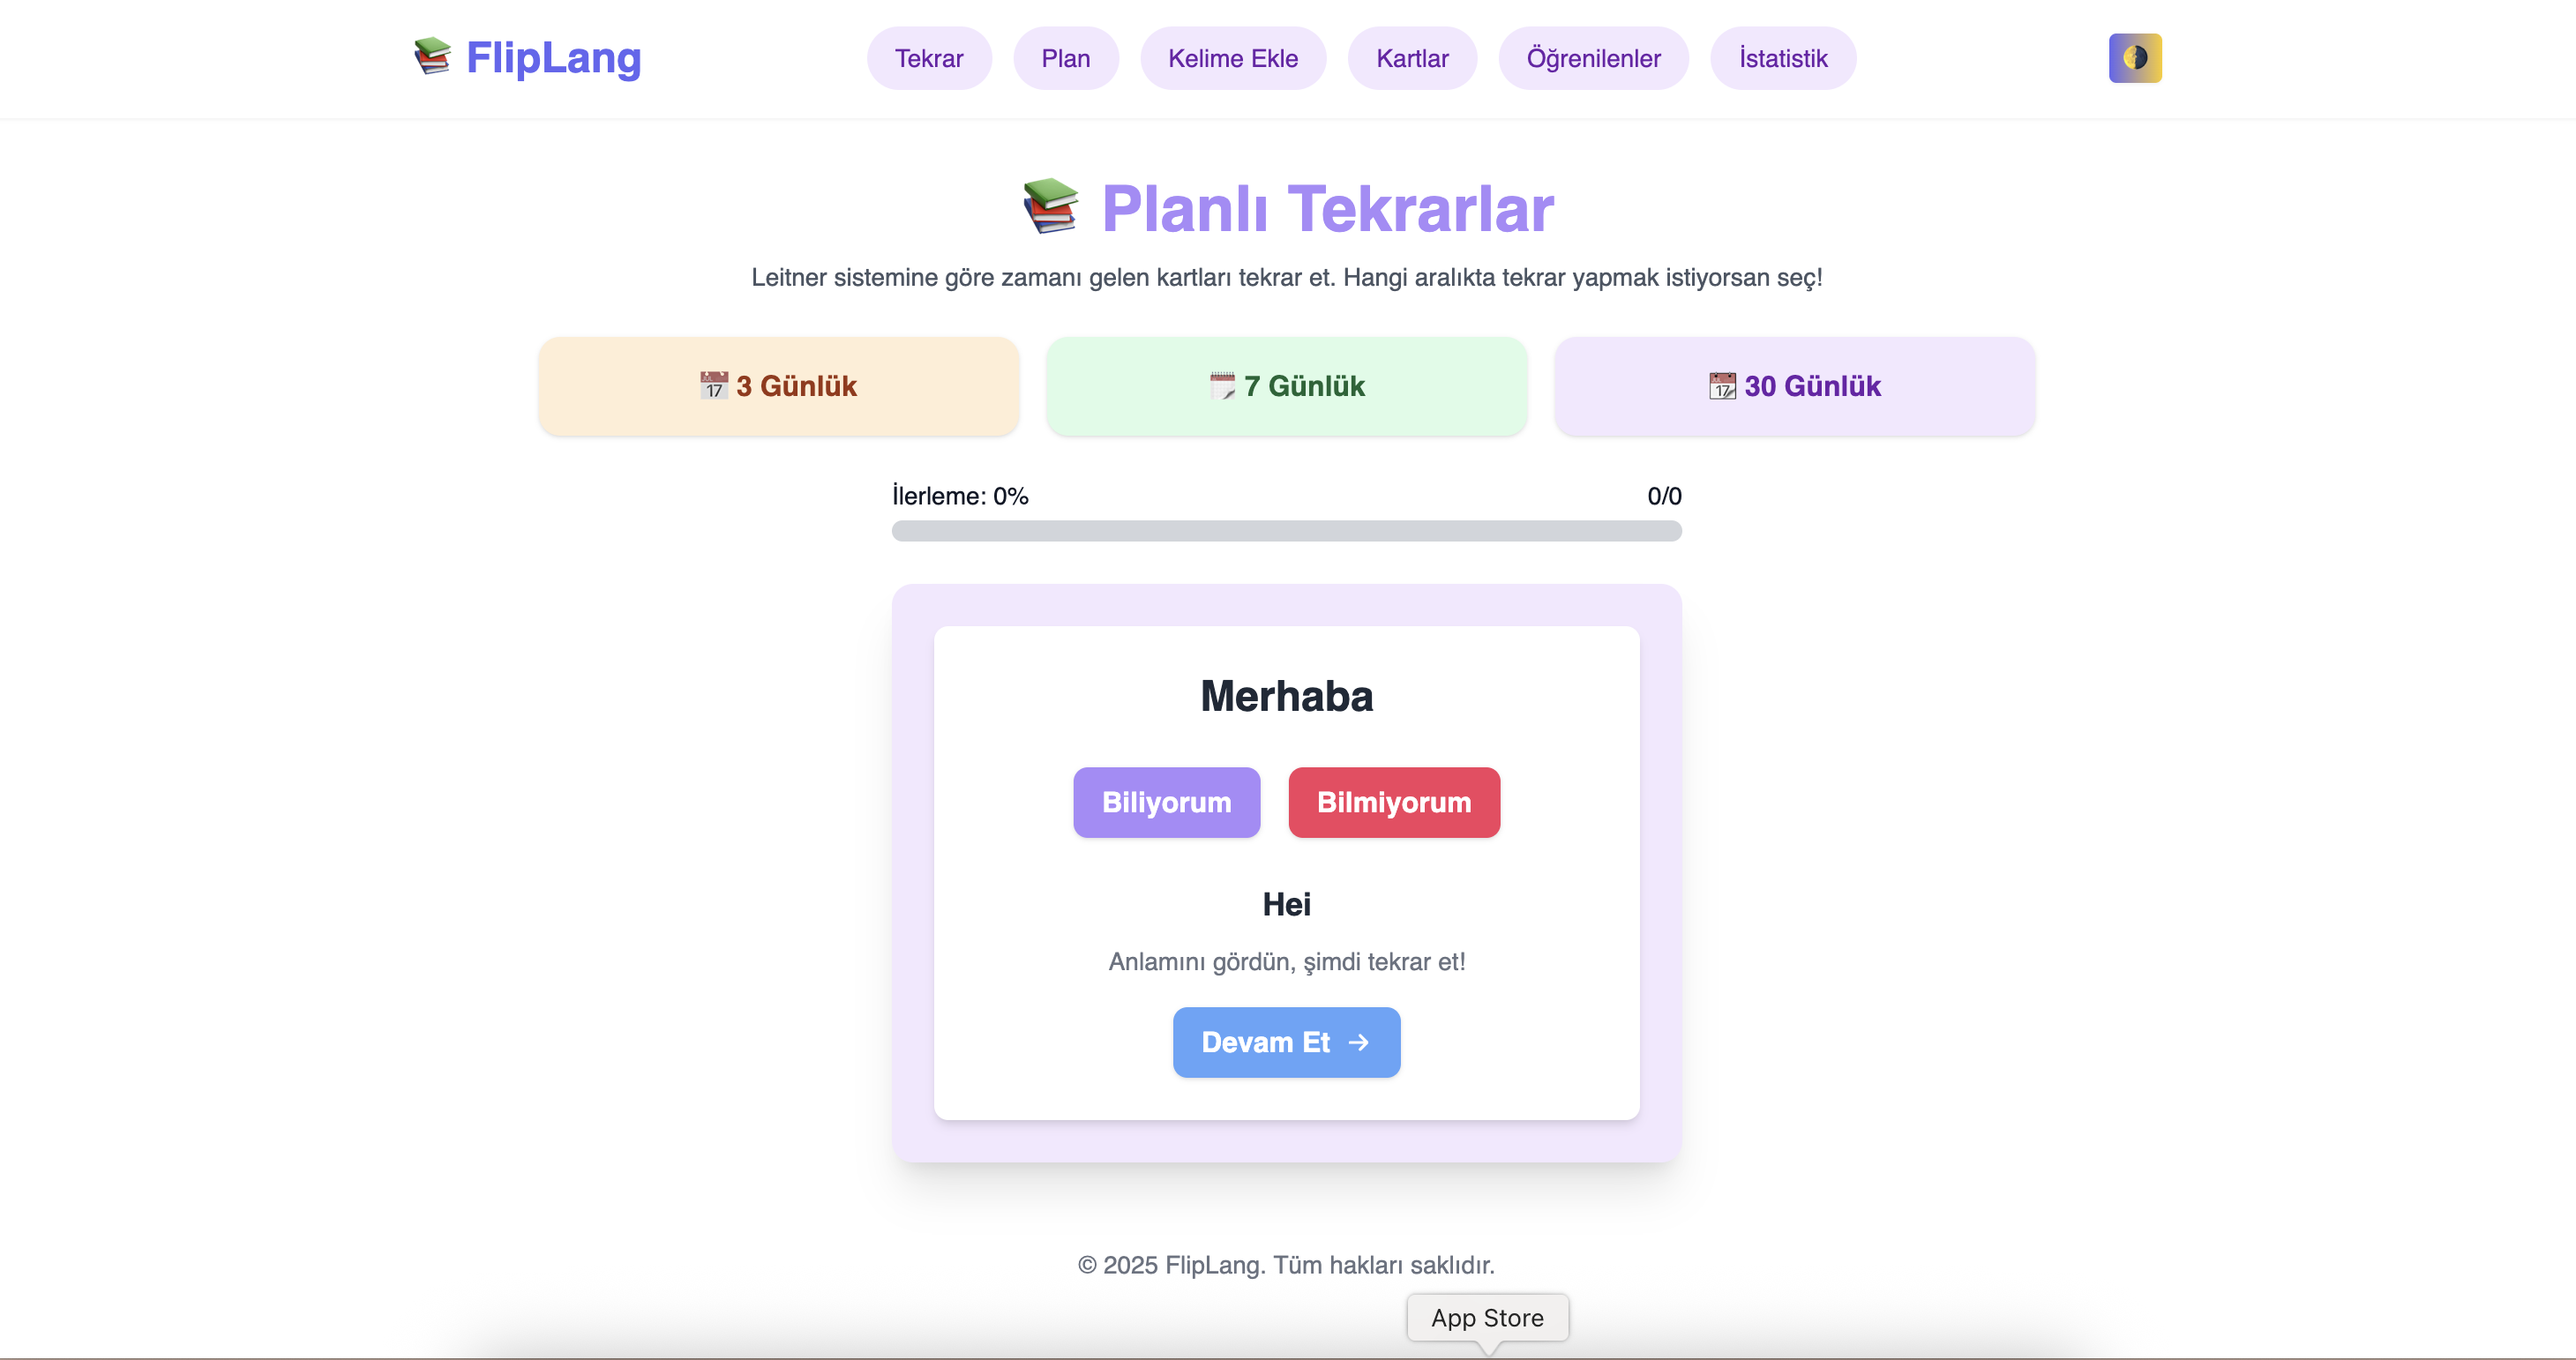 FlipLang
Tekrar
Plan
Kelime Ekle
Kartlar
Öğrenilenler
İstatistik
Planlı Tekrarlar
Leitner sistemine göre zamanı gelen kartları tekrar et. Hangi aralıkta tekrar yapmak istiyorsan seç!
17 3 Günlük
7 Günlük
17 30 Günlük
İlerleme: 0%
0/0
Merhaba
Biliyorum
Bilmiyorum
Hei
Anlamını gördün, şimdi tekrar et!
Devam Et →
© 2025 FlipLang. Tüm hakları saklıdır.
App Store